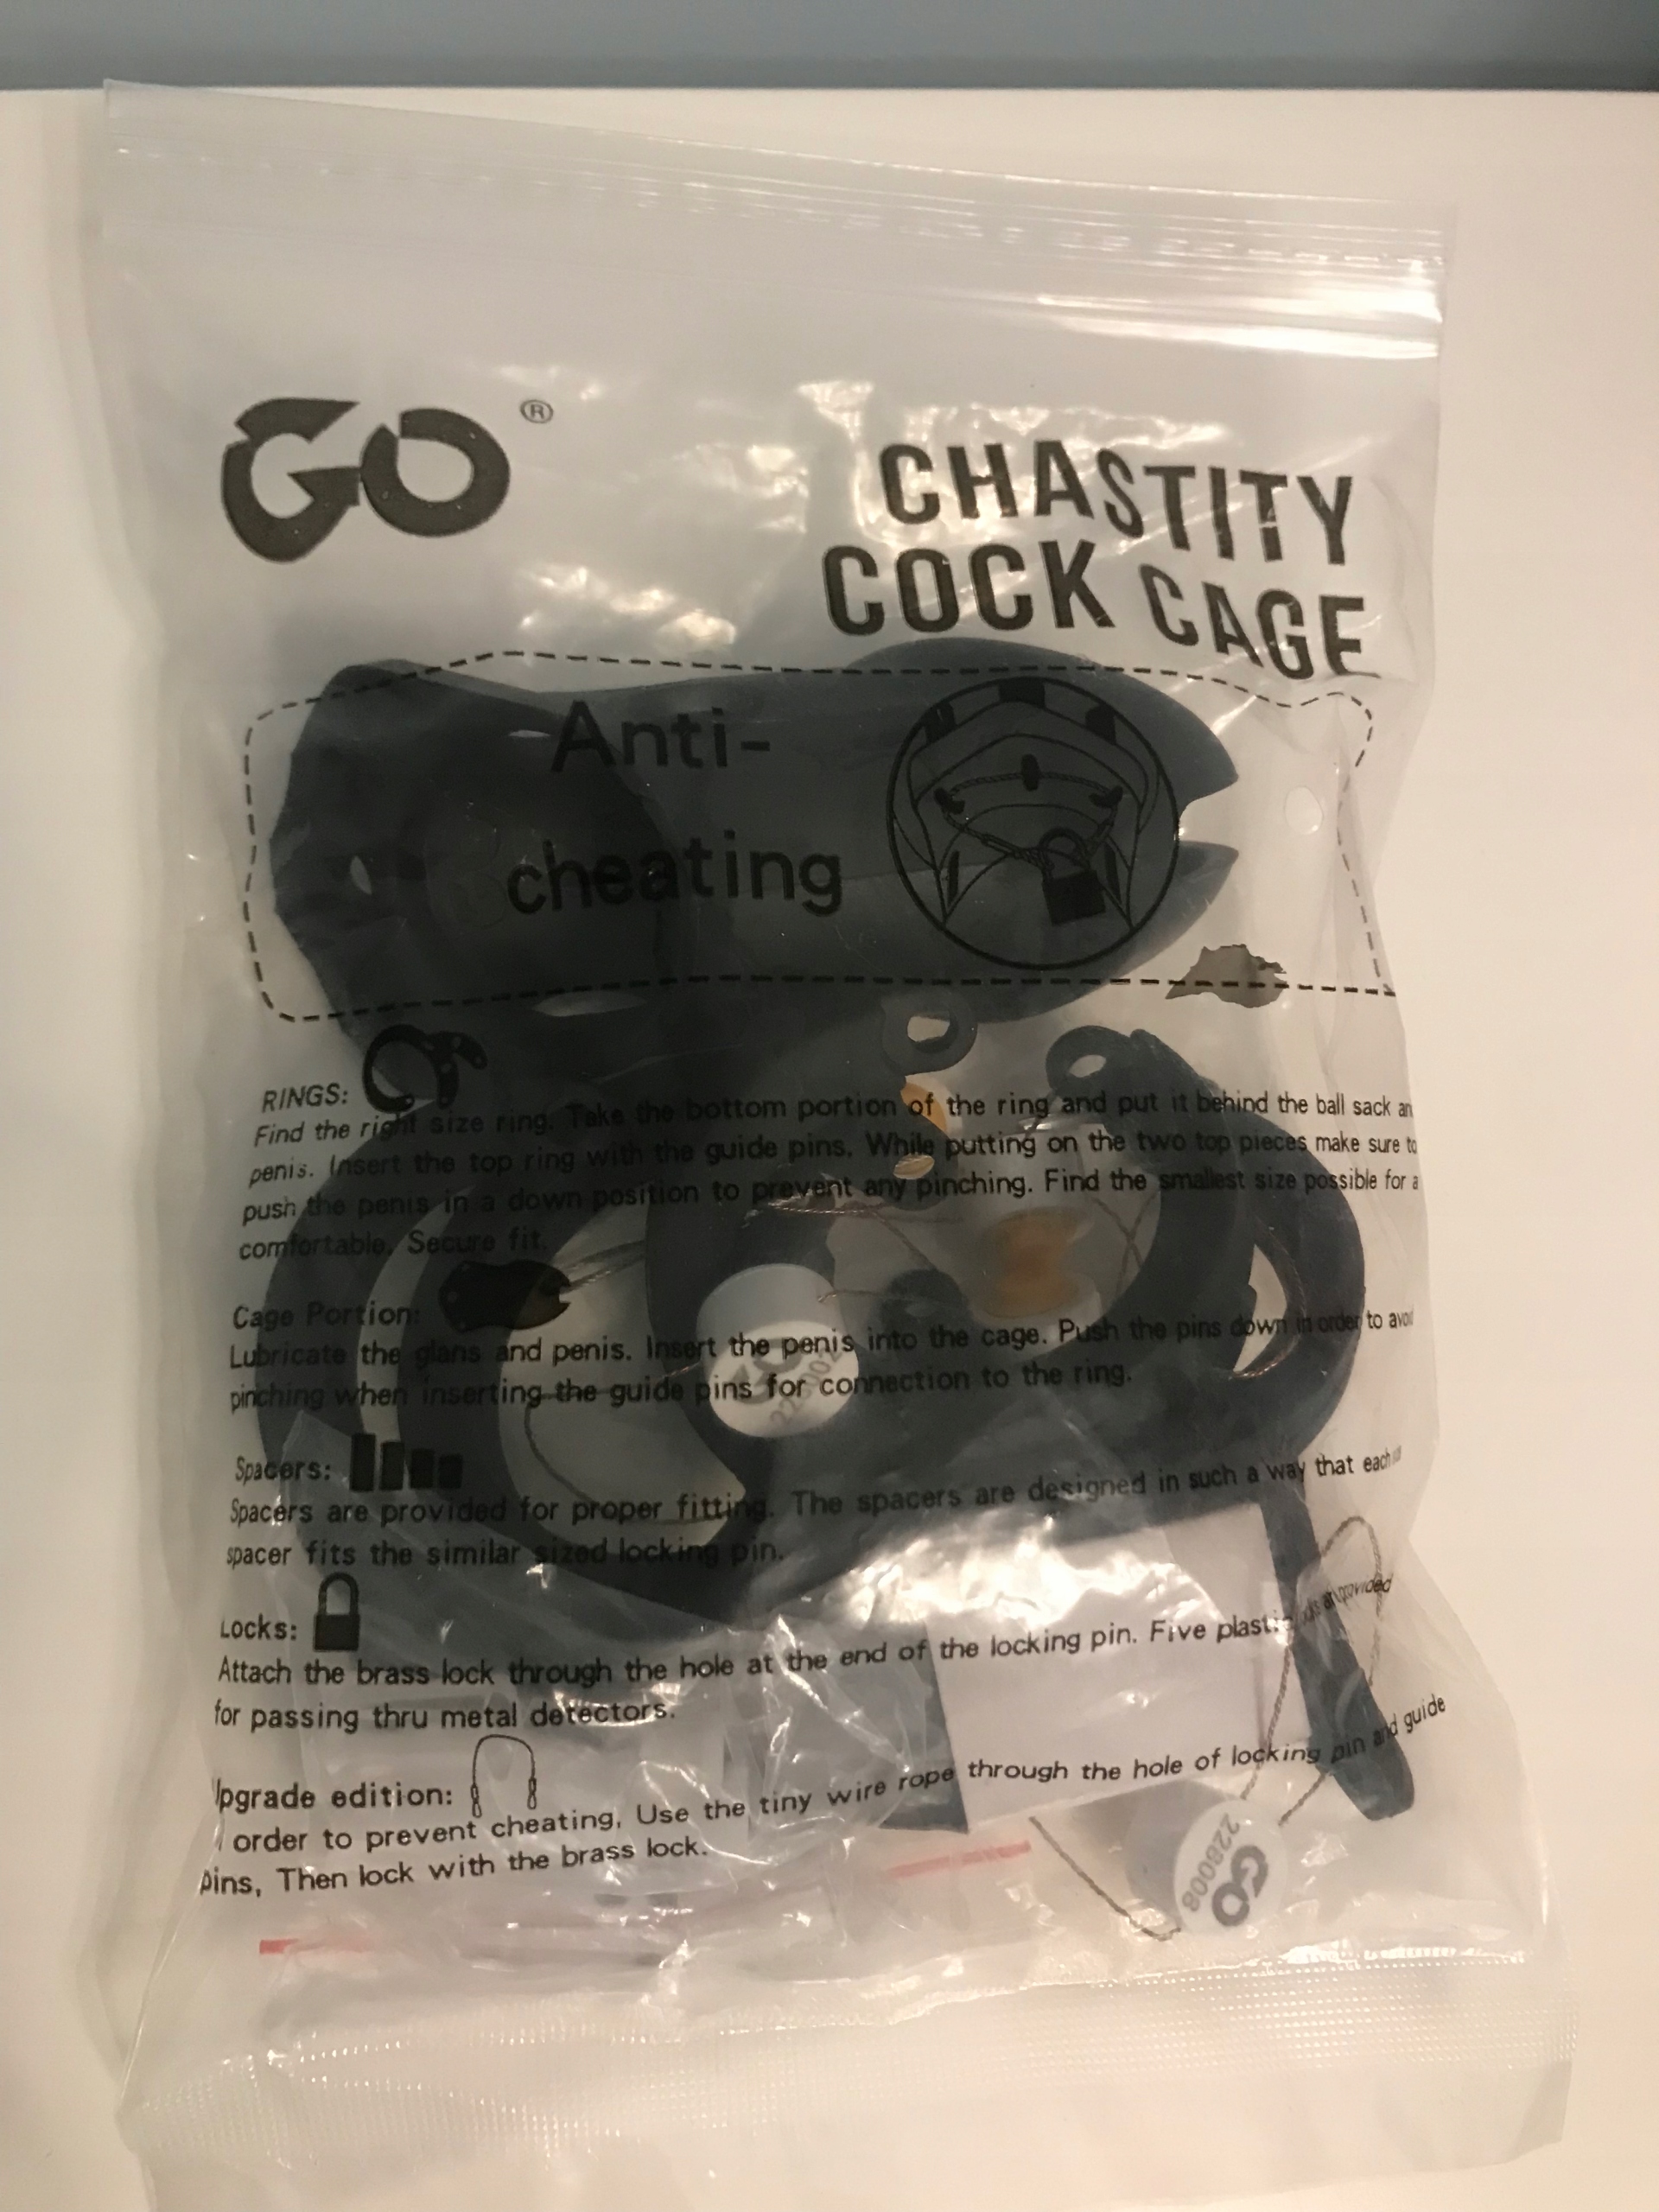 GO ®
CHASTITY
COCK CAGE
Anti-
cheating
RINGS:
Find the right size ring. Take the bottom portion of the ring and put it behind the ball sack an
penis. Insert the top ring with the guide pins. While putting on the two top pieces make sure to
push the penis in a down position to prevent any pinching. Find the smallest size possible for a
comfortable. Secure fit.
Cage Portion:
Lubricate the glans and penis. Insert the penis into the cage. Push the pins down in order to avoi
pinching when inserting the guide pins for connection to the ring.
GO
Spacers:
Spacers are provided for proper fitting. The spacers are designed in such a way that each
spacer fits the similar sized locking pin.
Locks:
Attach the brass lock through the hole at the end of the locking pin. Five plastic provided
for passing thru metal detectors.
pgrade edition:
order to prevent cheating, Use the tiny wire rope through the hole of locking pin and guide
pins, Then lock with the brass lock.
GO
228008